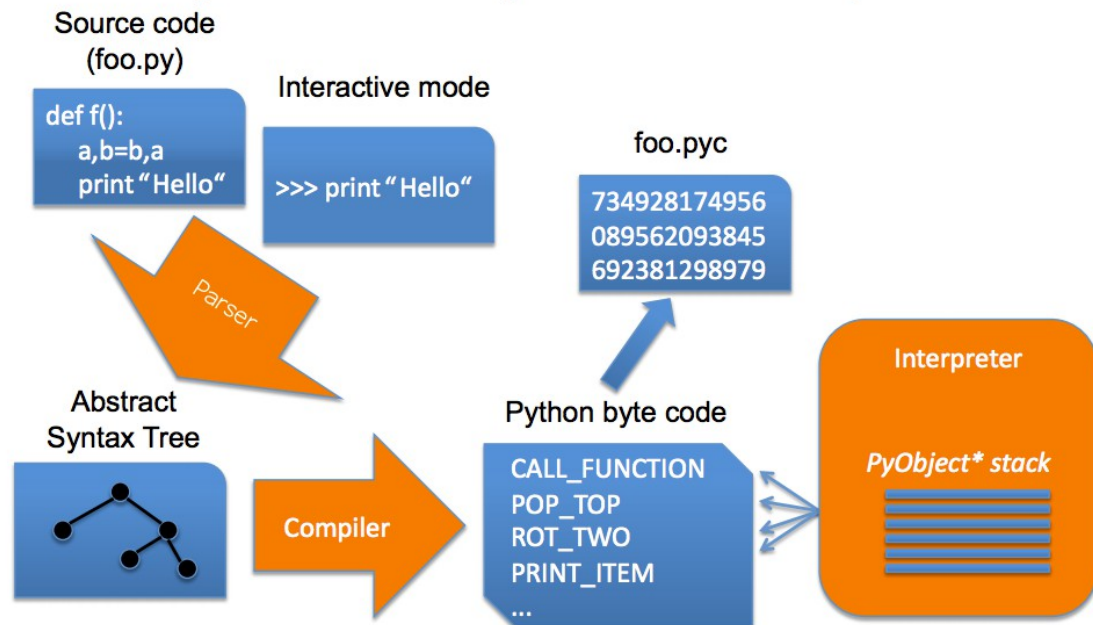 Source code
(foo.py)
def f():
a,b=b,a
print “Hello“
Interactive mode
>>> print “Hello“
foo.pyc
734928174956
089562093845
692381298979
Parser
Abstract
Syntax Tree
Compiler
Python byte code
CALL_FUNCTION
POP_TOP
ROT_TWO
PRINT_ITEM
...
Interpreter
PyObject* stack